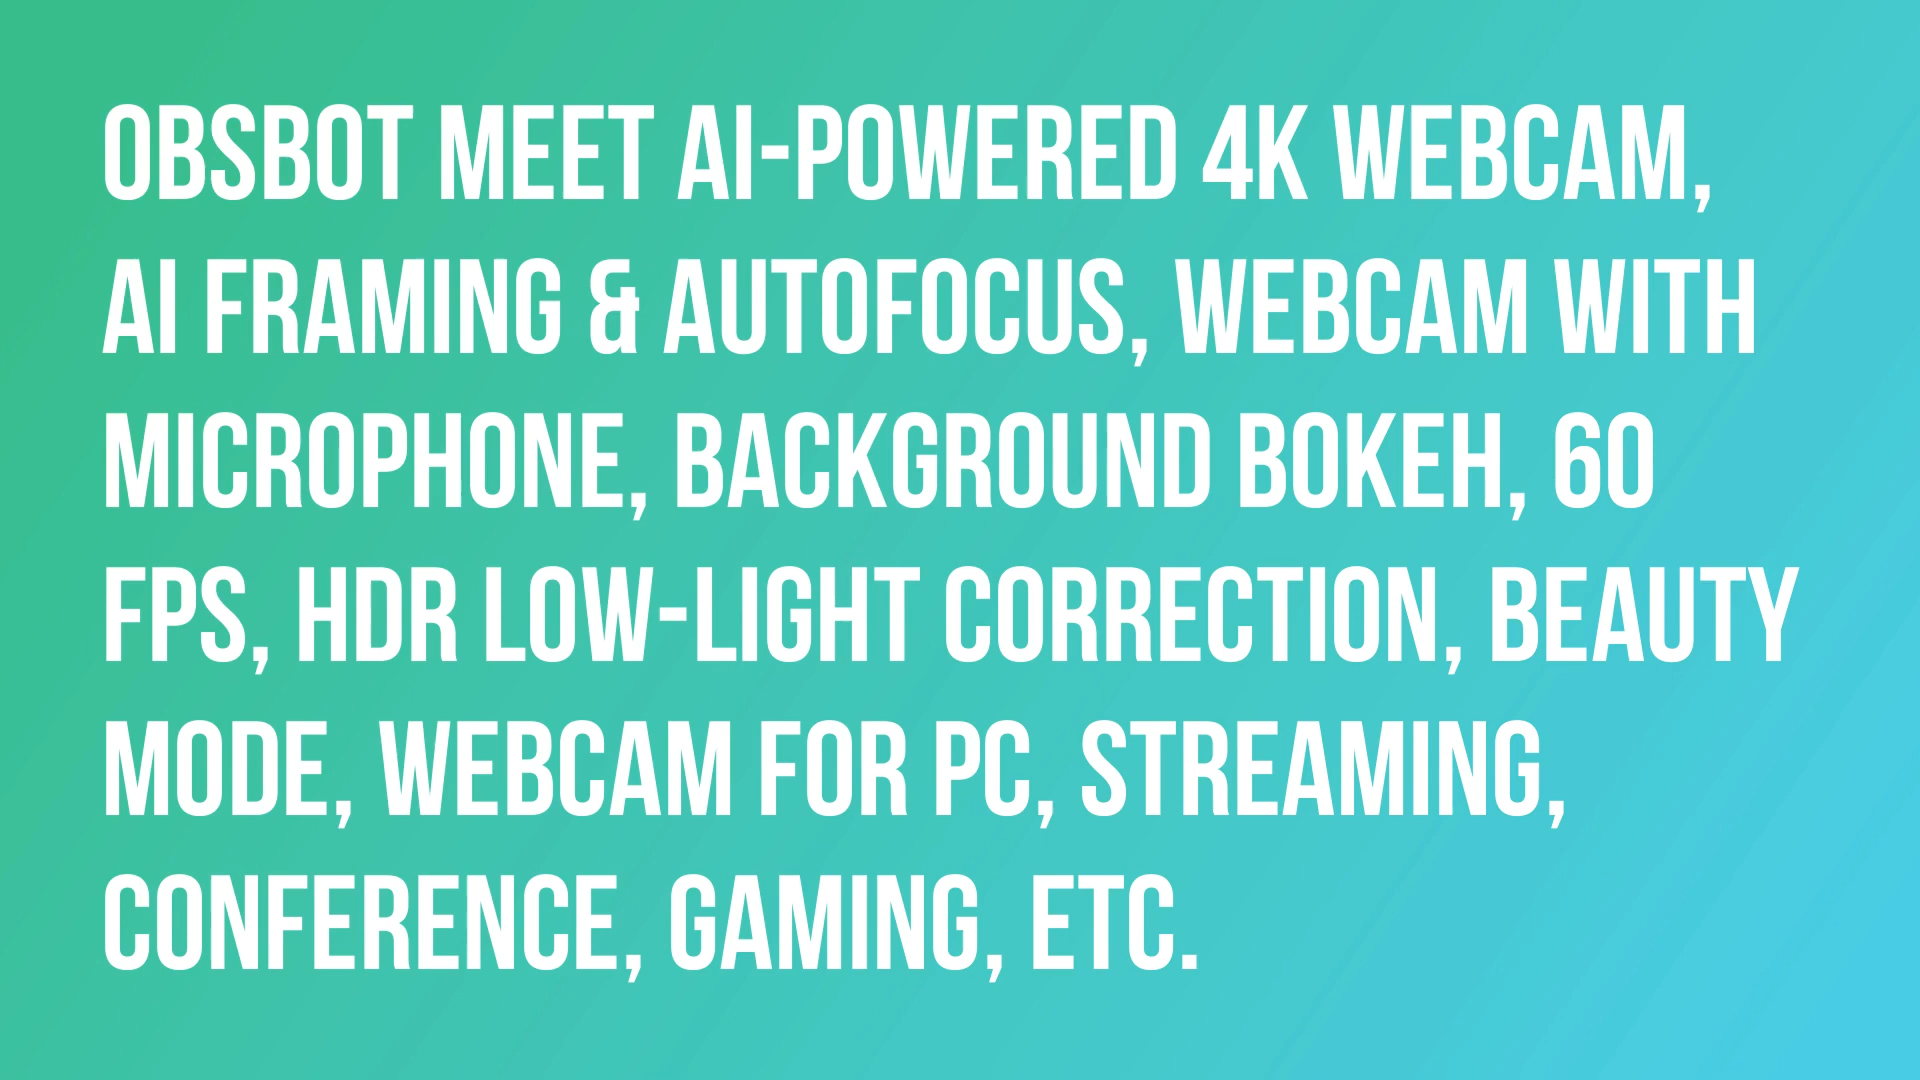 OBSBOT MEET AI-POWERED 4K WEBCAM,
AI FRAMING & AUTOFOCUS, WEBCAM WITH
MICROPHONE, BACKGROUND BOKEH, 60
FPS, HDR LOW-LIGHT CORRECTION, BEAUTY
MODE, WEBCAM FOR PC, STREAMING,
CONFERENCE, GAMING, ETC.